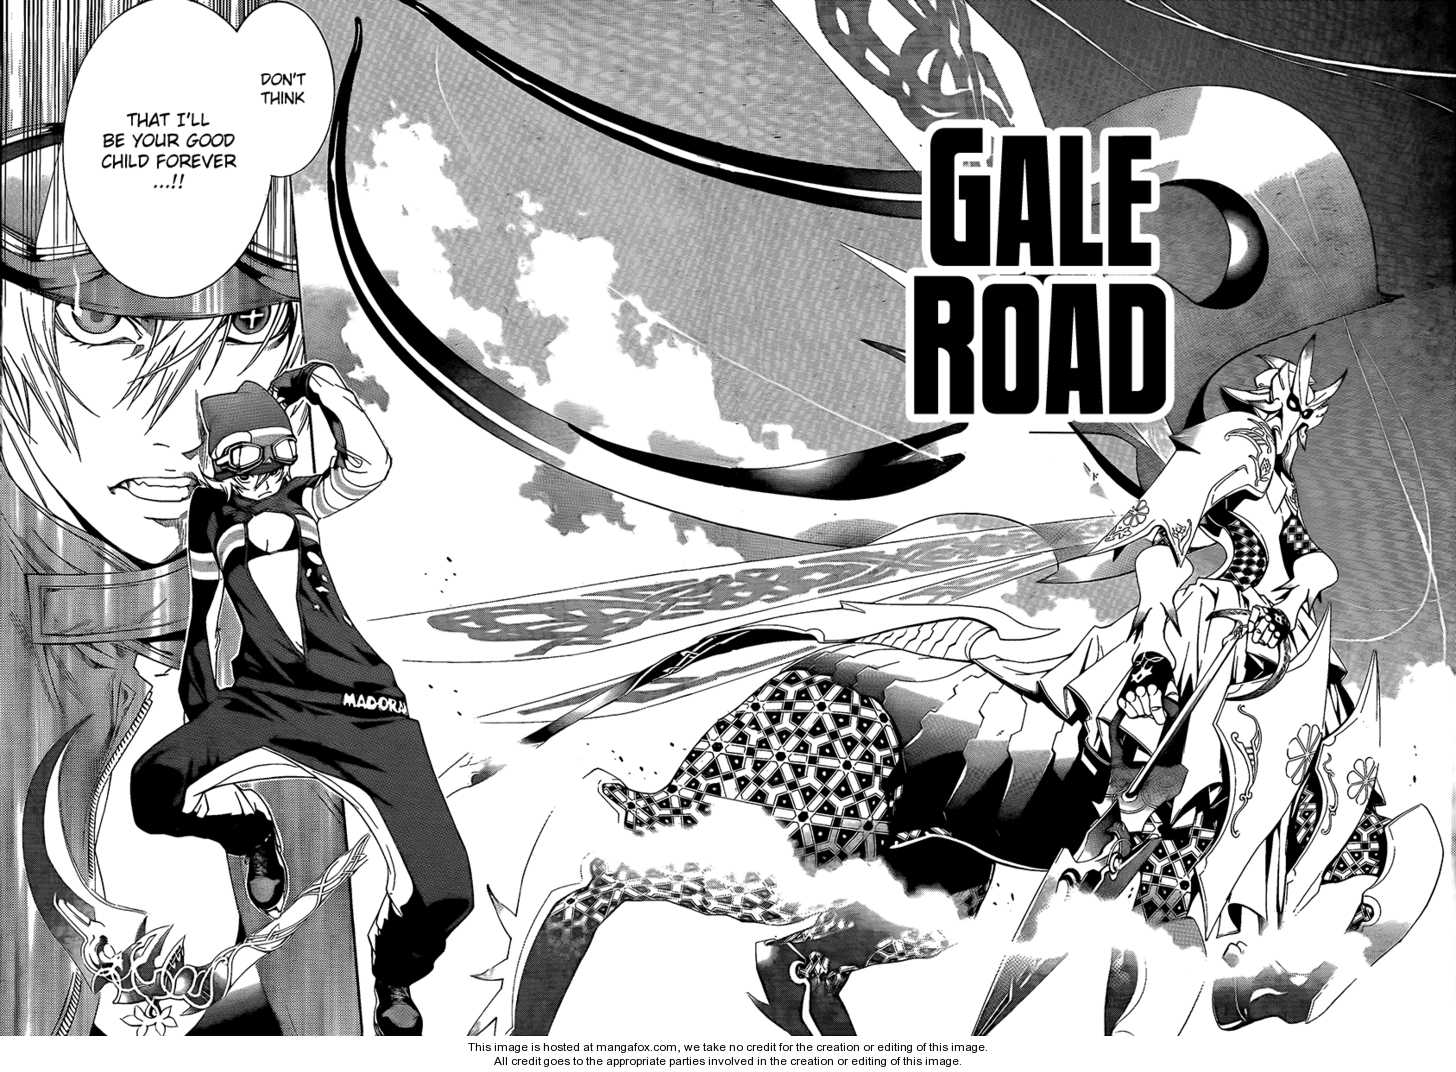 DON'T
THINK
THAT I'LL
BE YOUR GOOD
CHILD FOREVER
...!!
GALE
ROAD
This image is hosted at mangafox.com, we take no credit for the creation or editing of this image.
All credit goes to the appropriate parties involved in the creation or editing of this image.